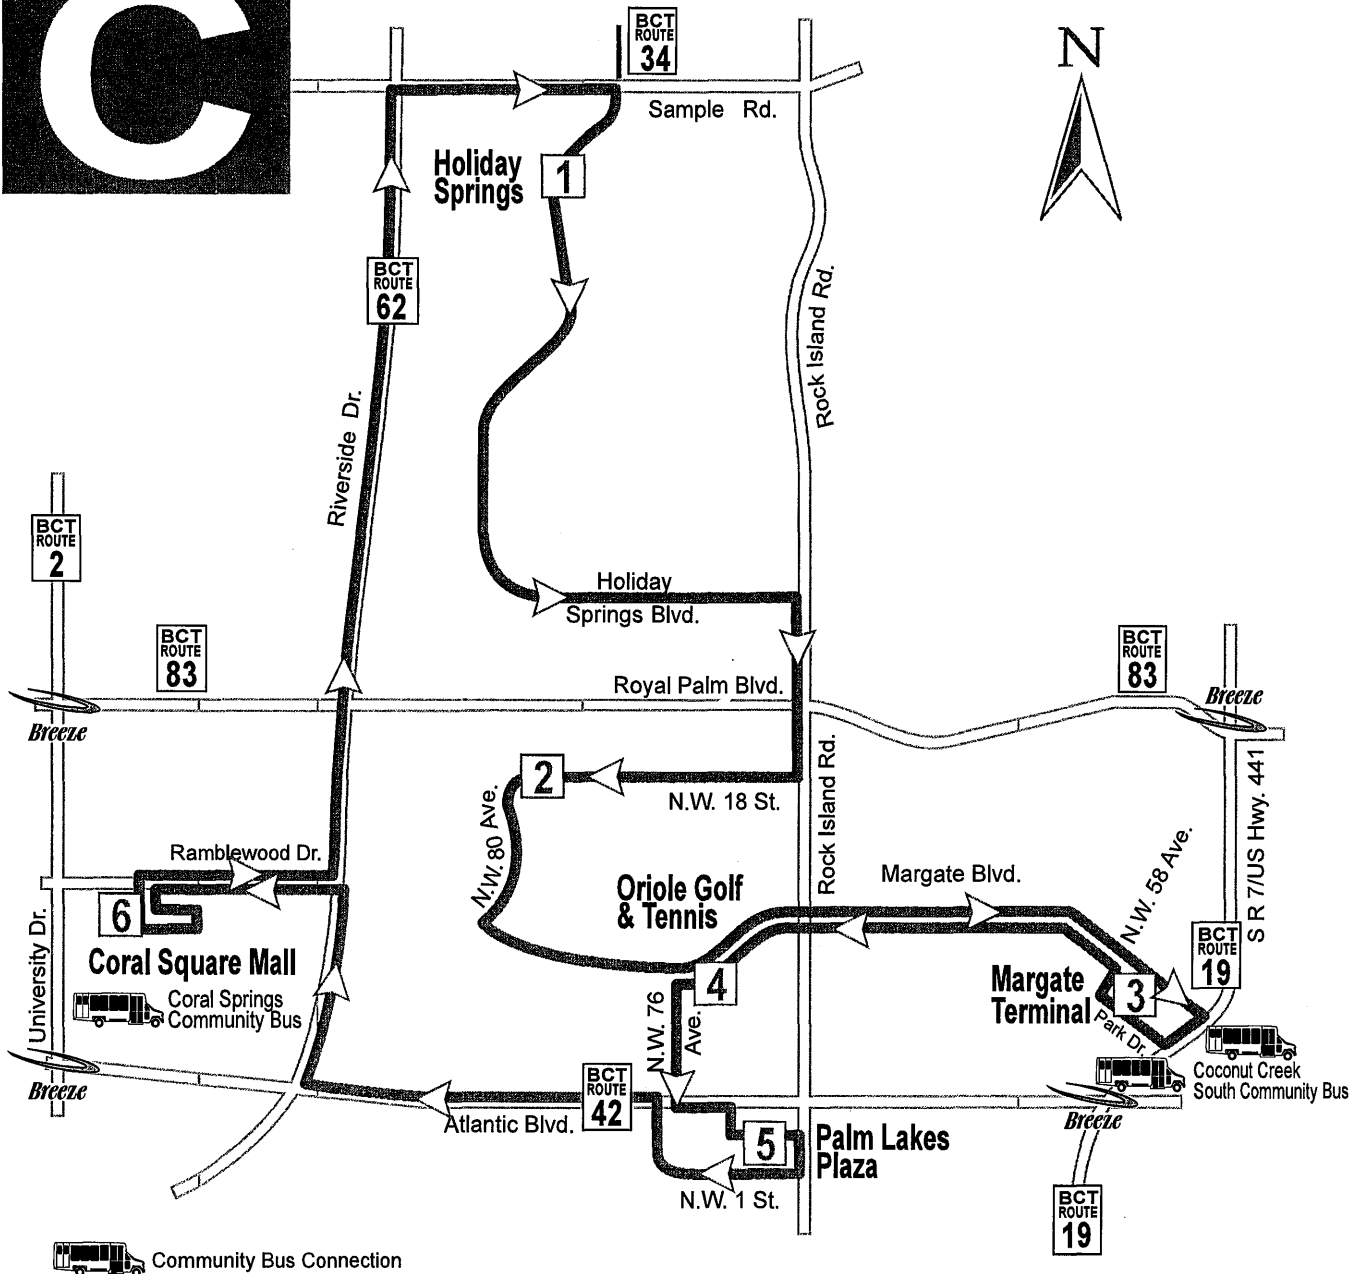 C
BCT
ROUTE
34
N
Sample Rd.
Holiday
Springs
1
BCT
ROUTE
62
Rock Island Rd.
Riverside Dr.
BCT
ROUTE
2
Holiday
Springs Blvd.
BCT
ROUTE
83
BCT
ROUTE
83
Royal Palm Blvd.
Breeze
Breeze
2
N.W. 18 St.
N.W. 80 Ave.
Rock Island Rd.
S R 7/US Hwy. 441
N.W. 58 Ave.
Ramblewood Dr.
Margate Blvd.
Oriole Golf
& Tennis
6
Coral Square Mall
BCT
ROUTE
19
4
Margate
Terminal
3
Park Dr.
University Dr.
Coral Springs
Community Bus
N.W. 76
Ave.
Coconut Creek
South Community Bus
Breeze
BCT
ROUTE
42
Atlantic Blvd.
Breeze
5
Palm Lakes
Plaza
N.W. 1 St.
BCT
ROUTE
19
Community Bus Connection